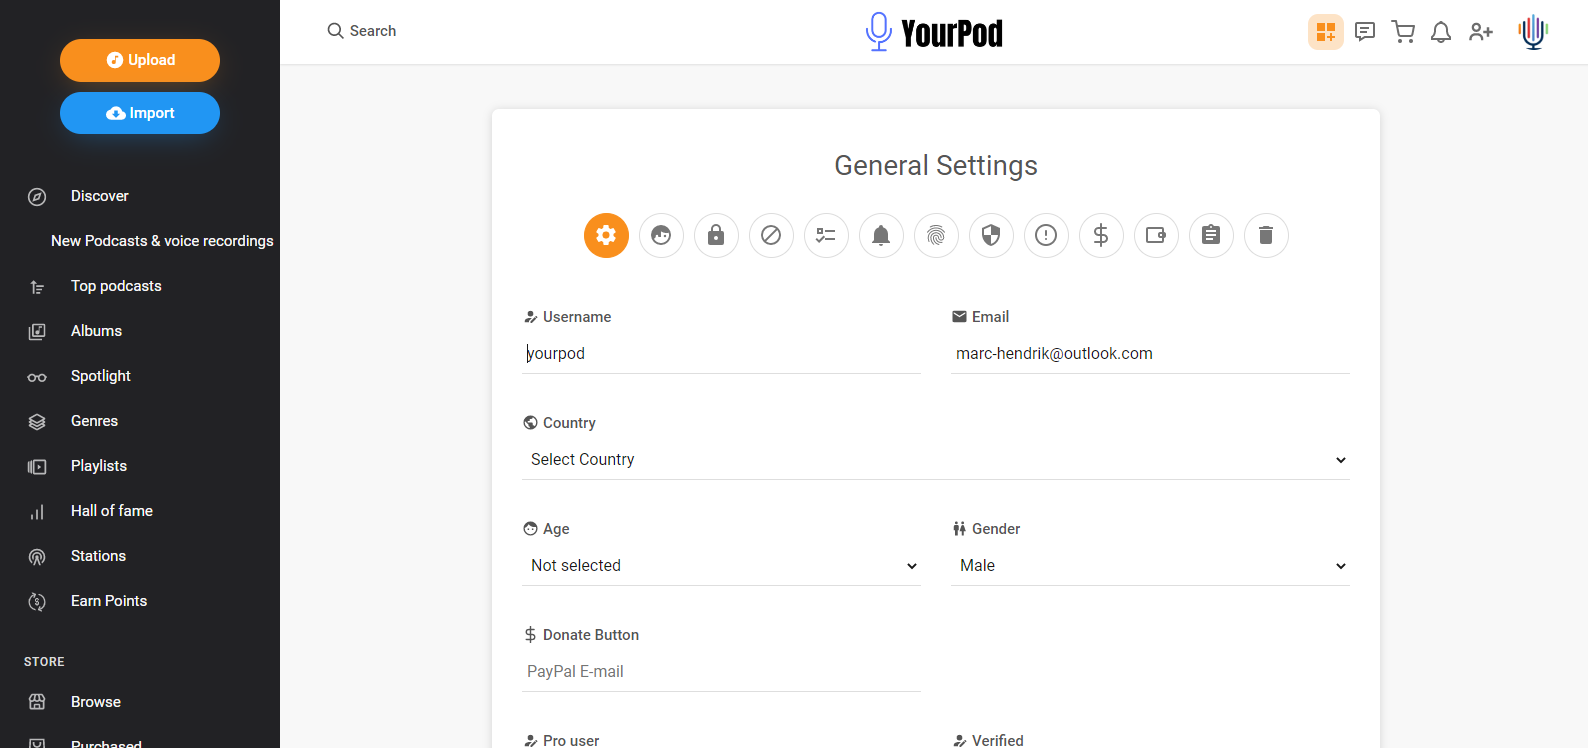 Upload
Import
Discover
New Podcasts & voice recordings
Top podcasts
Albums
Spotlight
Genres
Playlists
Hall of fame
Stations
Earn Points
STORE
Browse
Purchased
Search
YourPod
General Settings
Username
Email
yourpod
marc-hendrik@outlook.com
Country
Select Country
Age
Gender
Not selected
Male
Donate Button
PayPal E-mail
Pro user
Verified